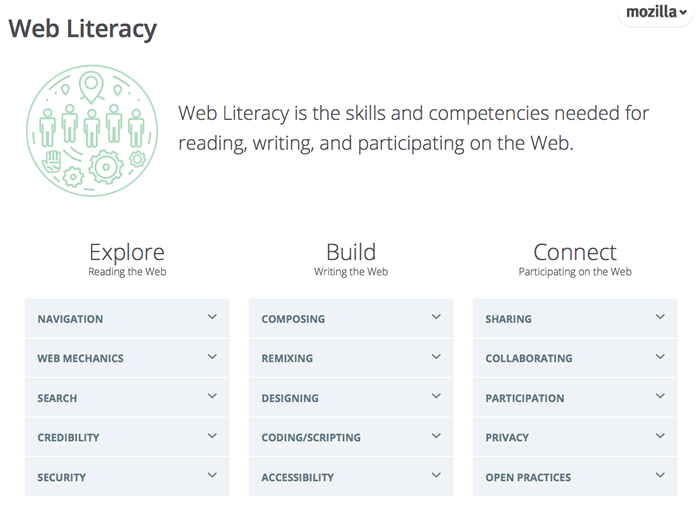 mozilla
Web Literacy
Web Literacy is the skills and competencies needed for
reading, writing, and participating on the Web.
Explore
Reading the Web
NAVIGATION
WEB MECHANICS
SEARCH
CREDIBILITY
SECURITY
Build
Writing the Web
COMPOSING
REMIXING
DESIGNING
CODING/SCRIPTING
ACCESSIBILITY
Connect
Participating on the Web
SHARING
COLLABORATING
PARTICIPATION
PRIVACY
OPEN PRACTICES